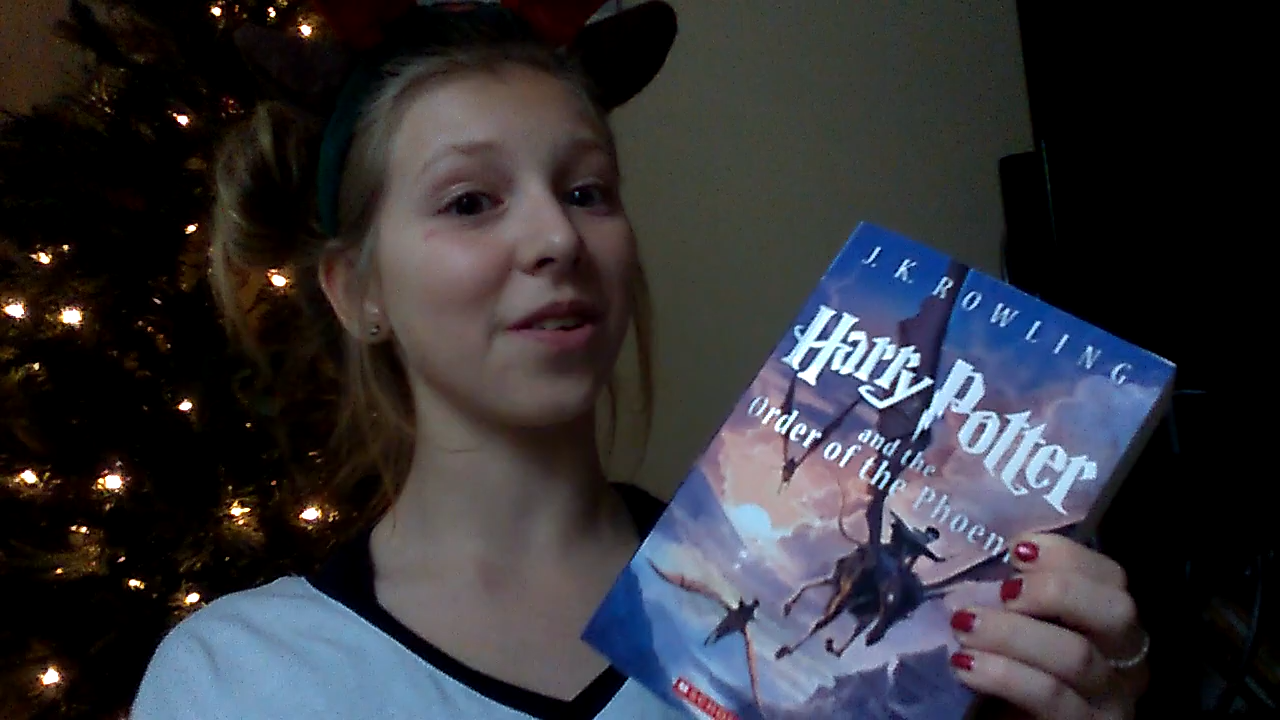 J. K. ROWLING
Harry Potter
and the
Order of the Phoen